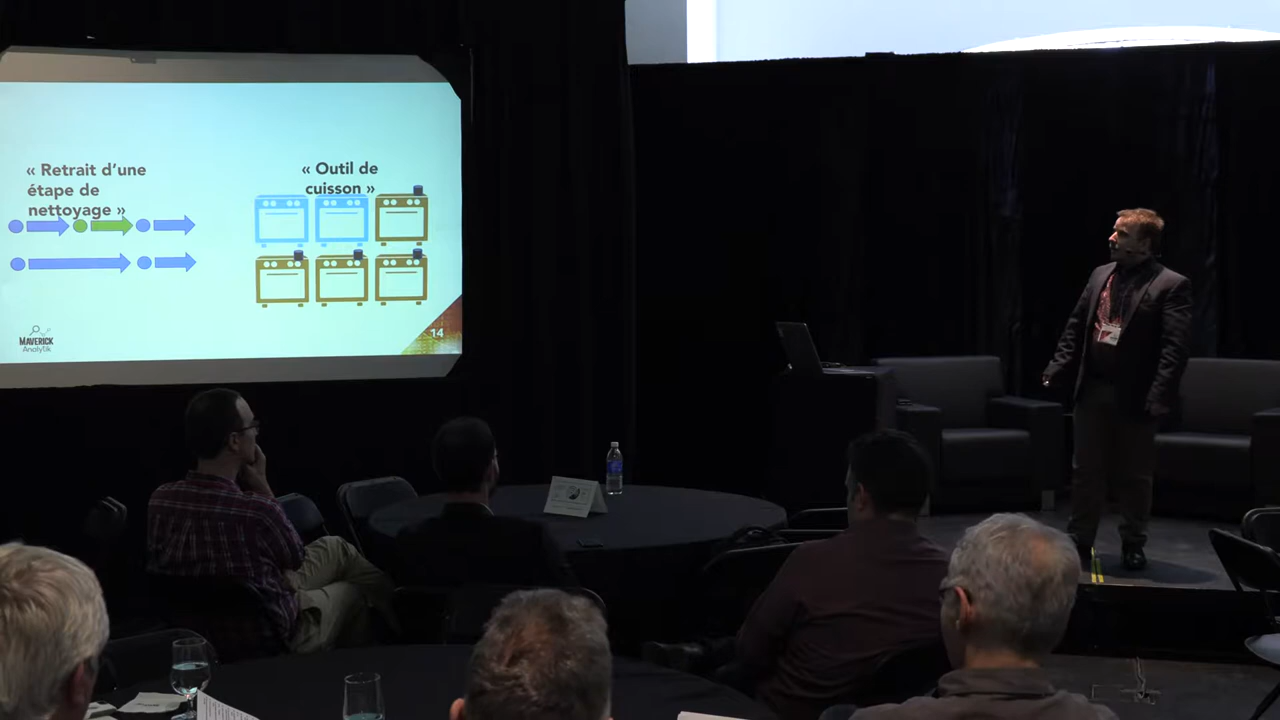 « Retrait d’une
étape de
nettoyage »
« Outil de
cuisson »
MAVERICK
Analytik
14